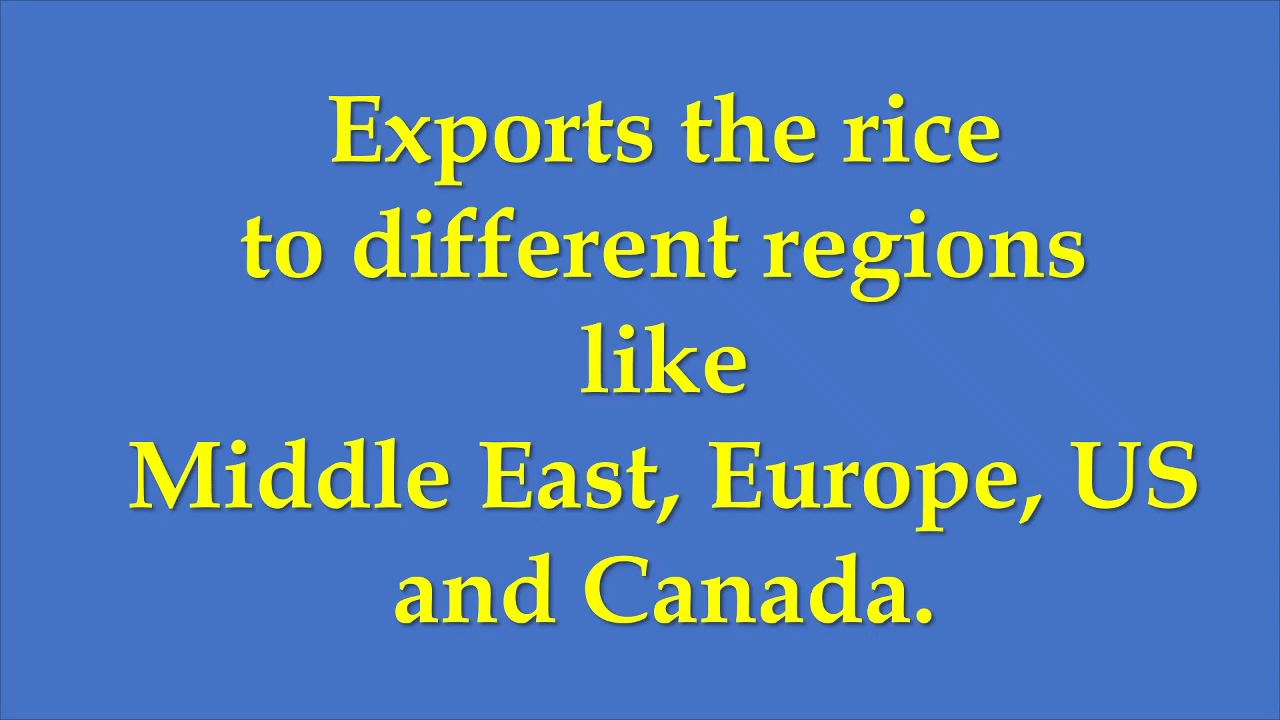 Exports the rice
to different regions
like
Middle East, Europe, US
and Canada.